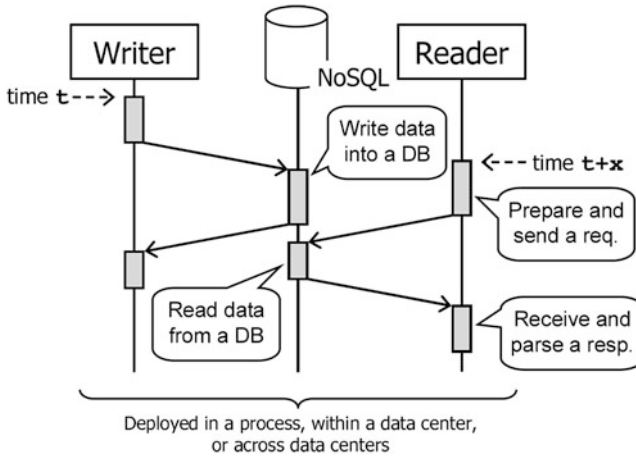 Writer
NoSQL
Reader
time t
Write data
into a DB
time t+x
Prepare and
send a req.
Read data
from a DB
Receive and
parse a resp.
Deployed in a process, within a data center,
or across data centers